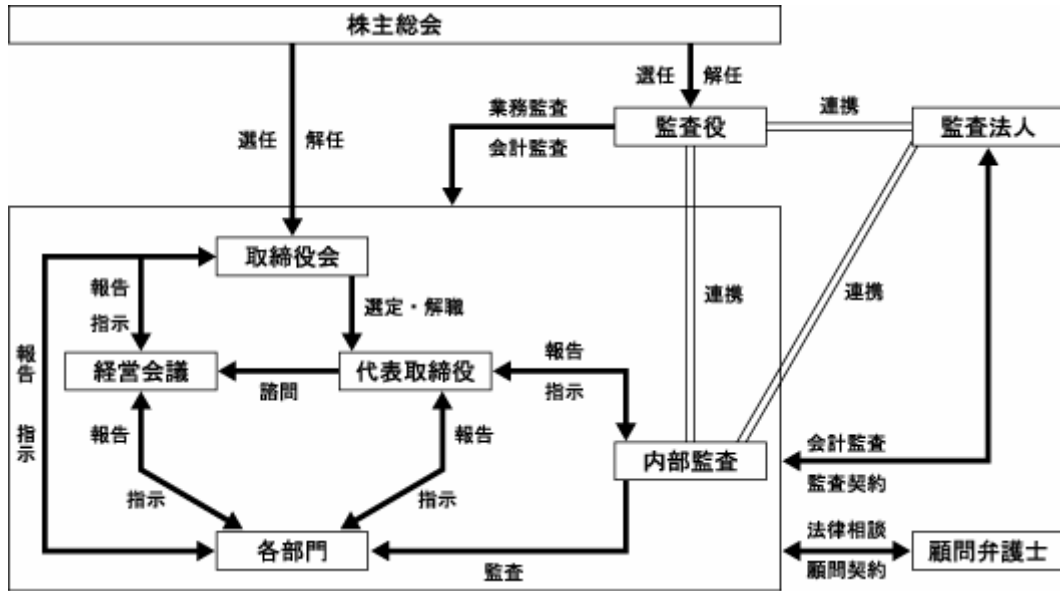 株主総会
選任
解任
選任
解任
業務監査
会計監査
監査役
連携
監査法人
取締役会
報告
指示
選定・解職
連携
連携
報告
指示
経営会議
諮問
代表取締役
報告
指示
報告
指示
報告
指示
内部監査
会計監査
監査契約
各部門
監査
法律相談
顧問契約
顧問弁護士